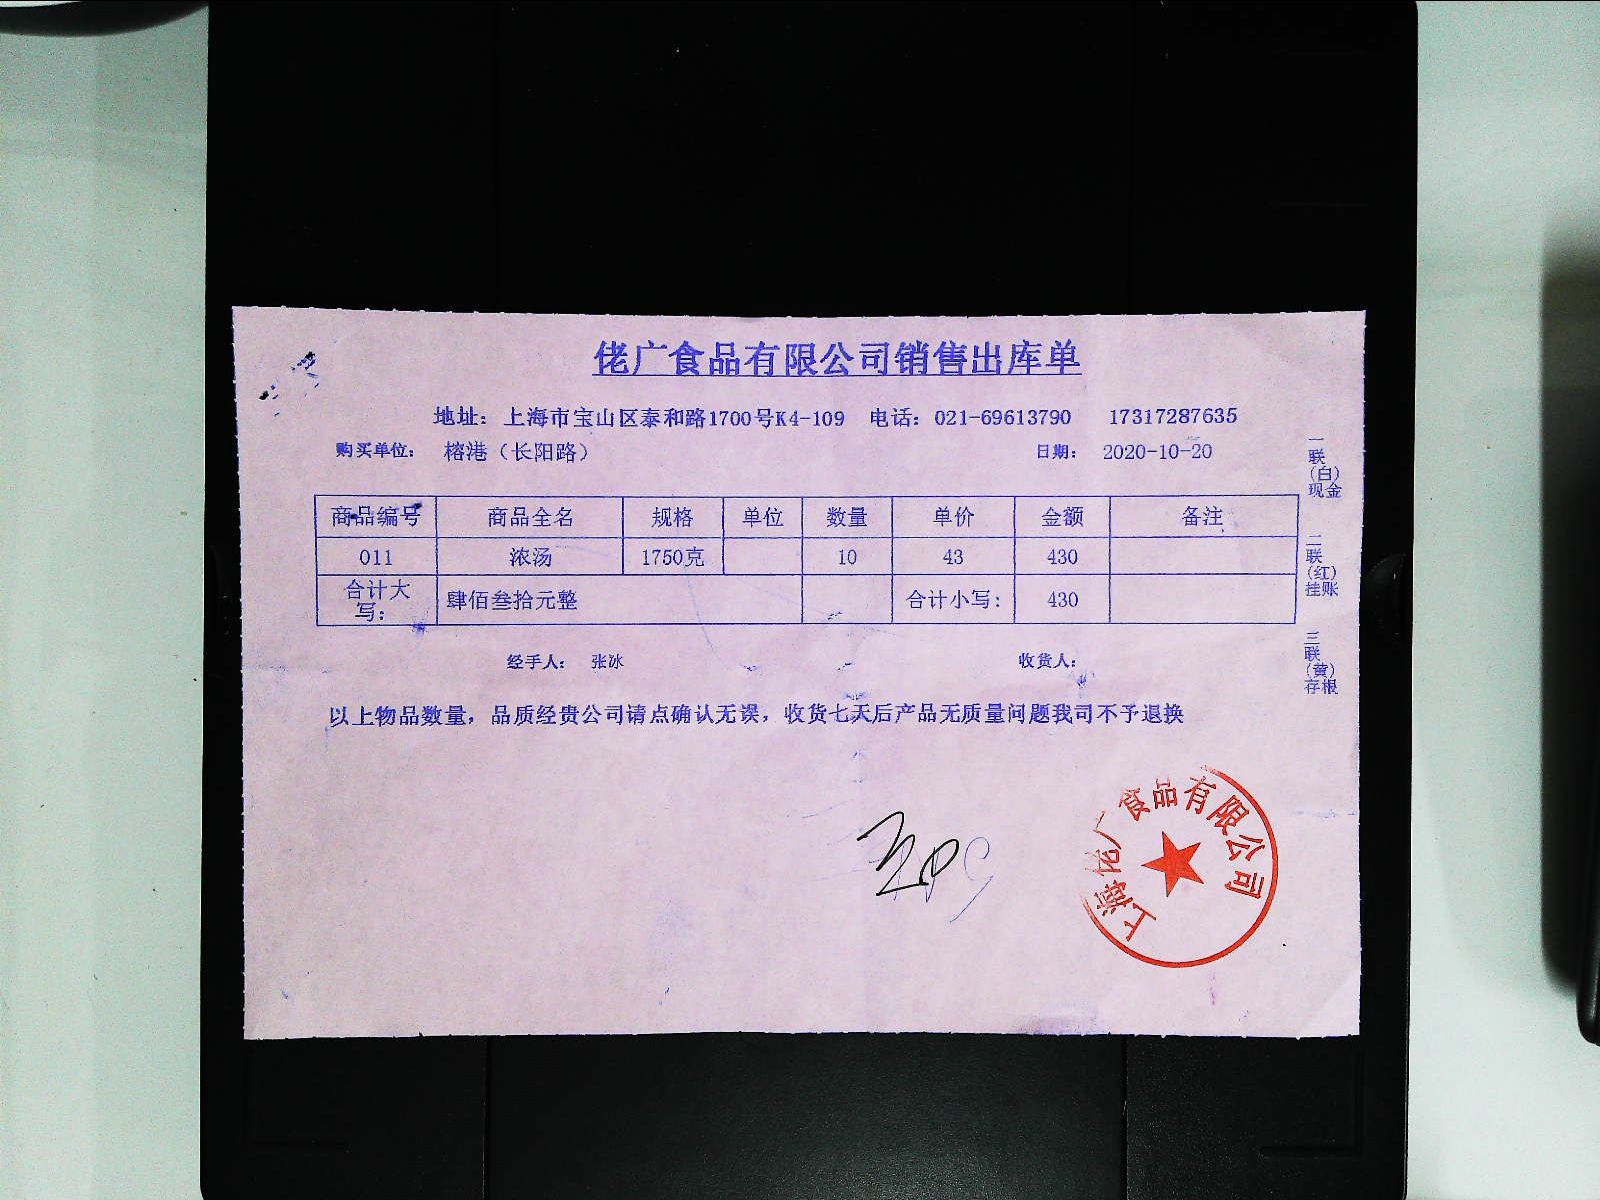 佬广食品有限公司销售出库单
地址：上海市宝山区泰和路1700号K4-109 电话：021-69613790 17317287635
购买单位： 榕港（长阳路） 日期： 2020-10-20
商品编号 商品全名 规格 单位 数量 单价 金额 备注
011 浓汤 1750克 10 43 430
合计大写： 肆佰叁拾元整 合计小写: 430
经手人： 张冰 收货人：
以上物品数量，品质经贵公司请点确认无误，收货七天后产品无质量问题我司不予退换
一联（白）现金
二联（红）挂账
三联（黄）存根
上海佬广食品有限公司